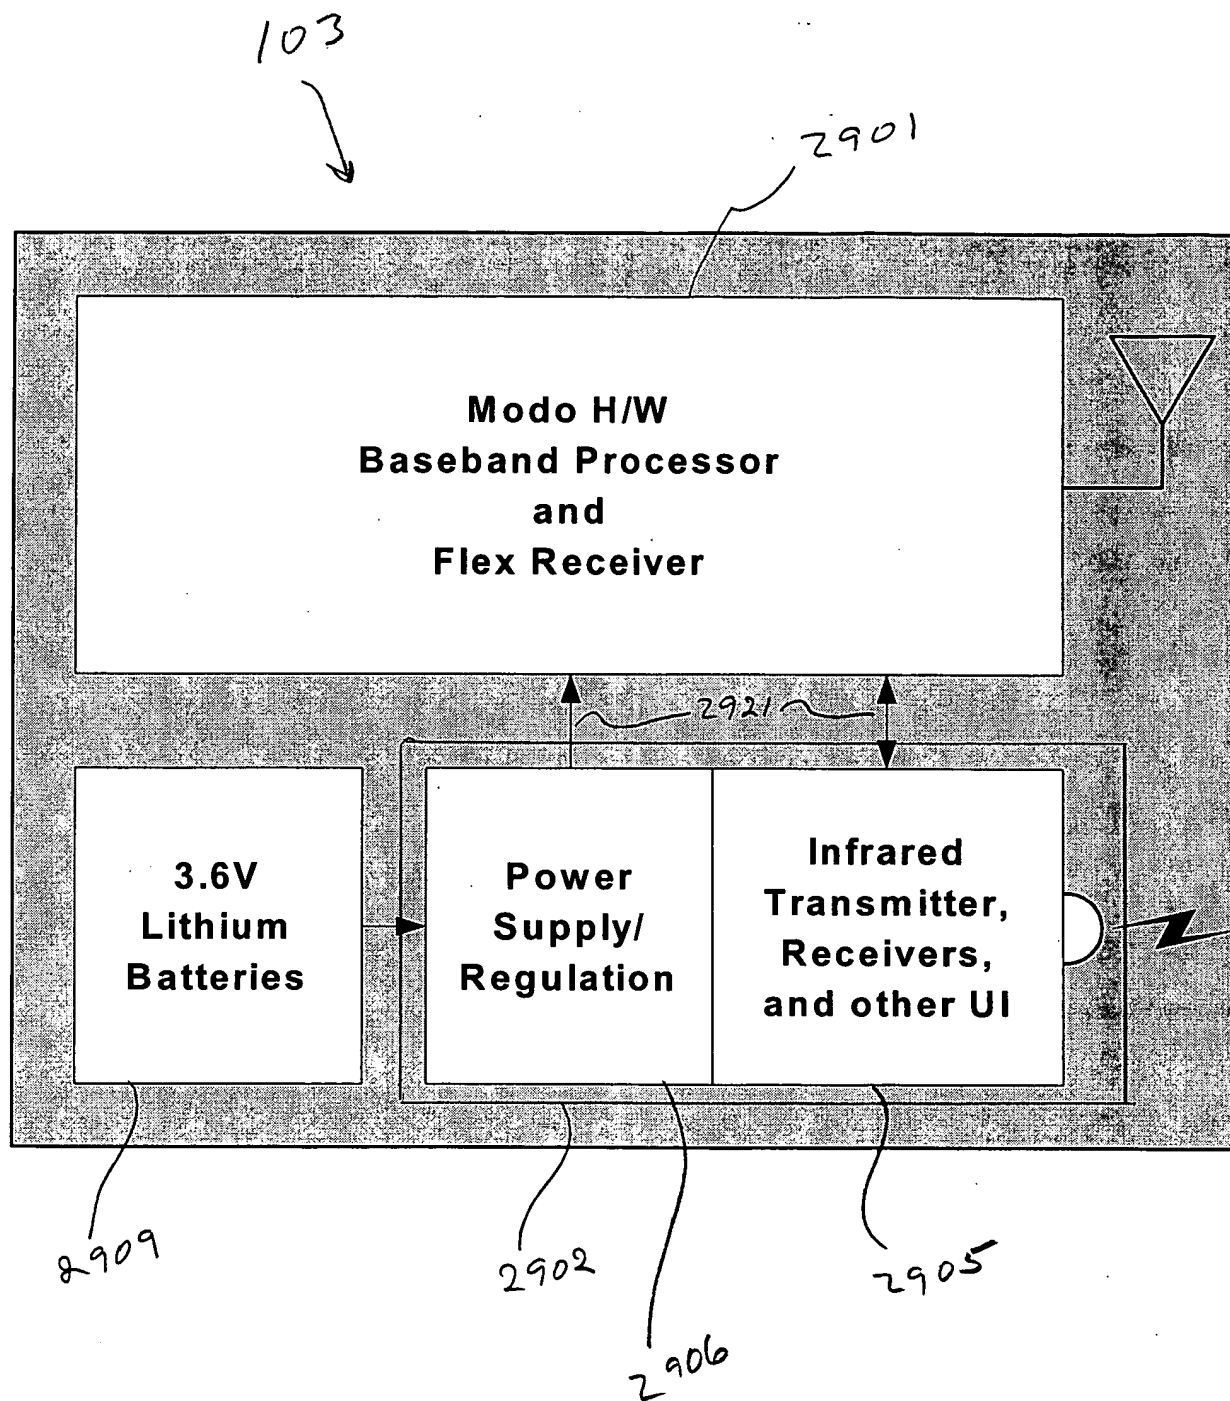 103
2901
Modo H/W
Baseband Processor
and
Flex Receiver
2921
3.6V
Lithium
Batteries
Power
Supply/
Regulation
Infrared
Transmitter,
Receivers,
and other UI
2909
2902
2905
2906